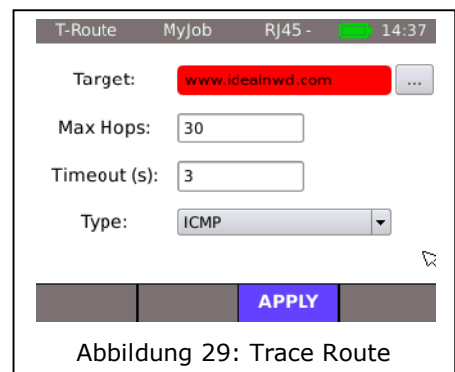 T-Route MyJob RJ45 - 14:37
Target: www.idealnwd.com ...
Max Hops: 30
Timeout (s): 3
Type: ICMP
APPLY
Abbildung 29: Trace Route